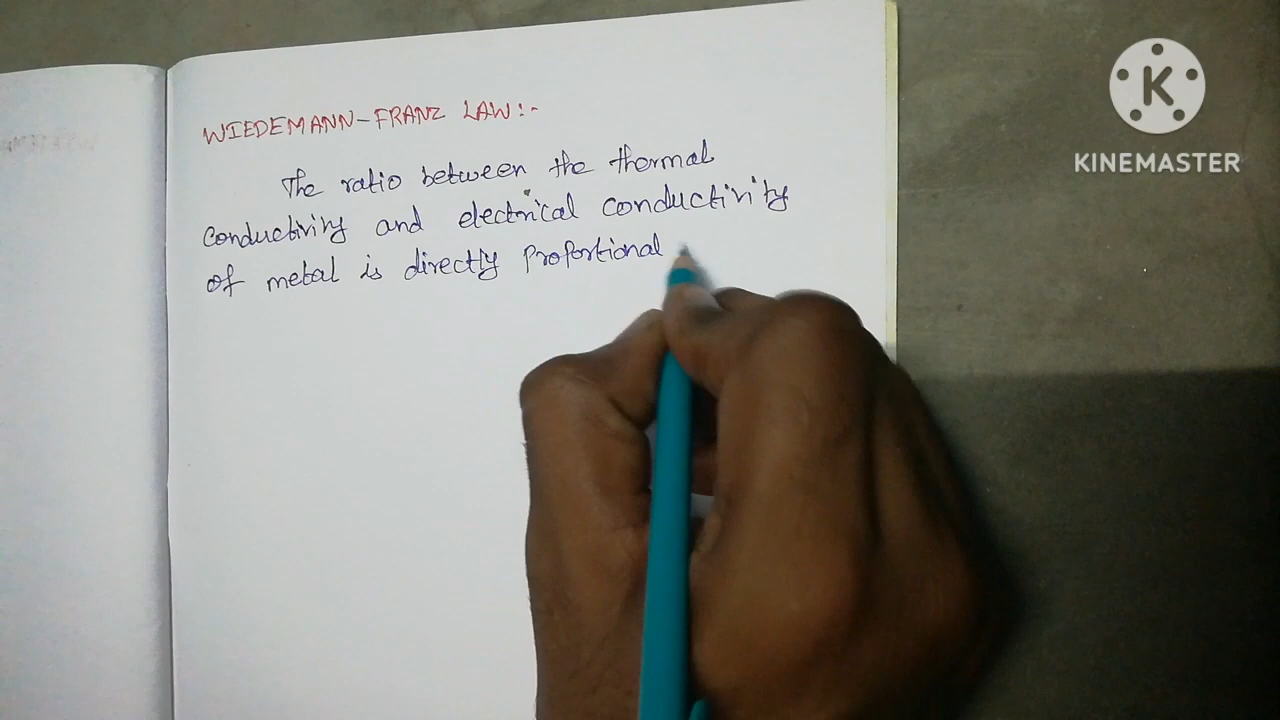 WIEDEMANN-FRANZ LAW:-
The ratio between the thermal
conductivity and electrical conductivity
of metal is directly proportional
K
KINEMASTER